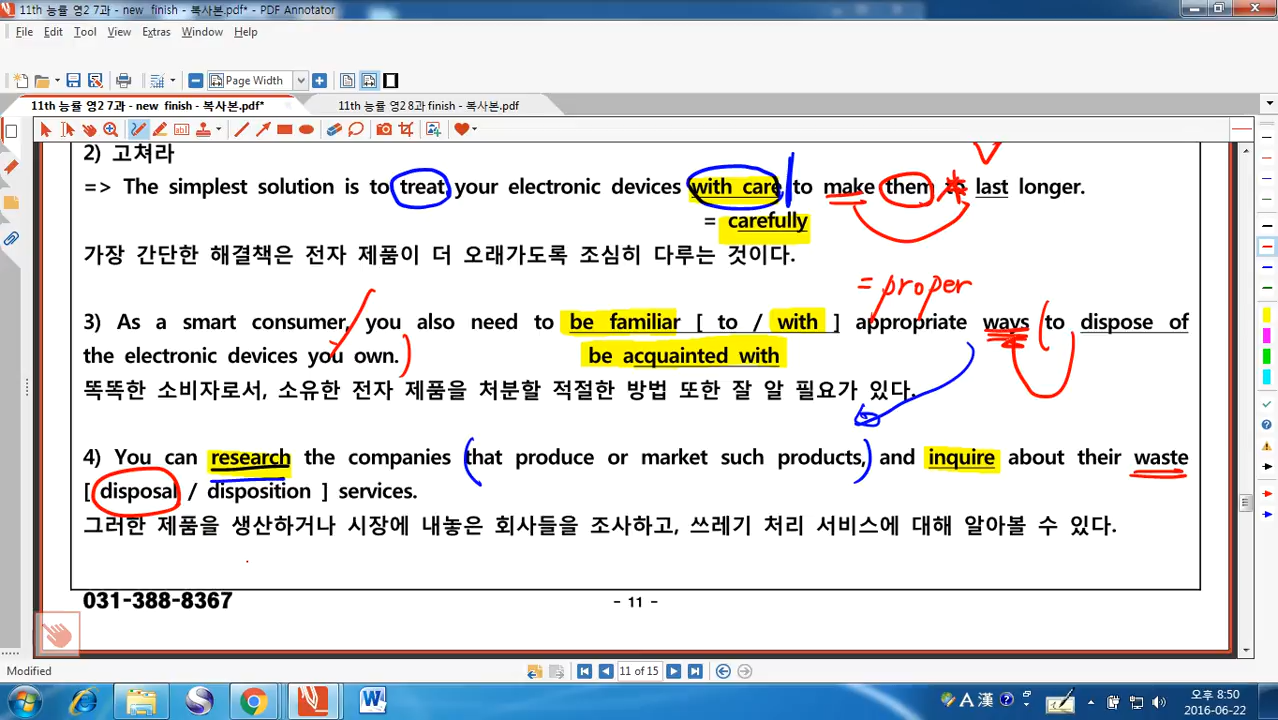 11th 능률 영2 7과 - new finish - 복사본.pdf* - PDF Annotator
File Edit Tool View Extras Window Help
Page Width
11th 능률 영2 7과 - new finish - 복사본.pdf* 11th 능률 영2 8과 finish - 복사본.pdf
2) 고쳐라
=> The simplest solution is to treat your electronic devices with care to make them to last longer.
= carefully
가장 간단한 해결책은 전자 제품이 더 오래가도록 조심히 다루는 것이다.
= proper
3) As a smart consumer, you also need to be familiar [ to / with ] appropriate ways to dispose of
the electronic devices you own. be acquainted with
똑똑한 소비자로서, 소유한 전자 제품을 처분할 적절한 방법 또한 잘 알 필요가 있다.
4) You can research the companies that produce or market such products, and inquire about their waste
[ disposal / disposition ] services.
그러한 제품을 생산하거나 시장에 내놓은 회사들을 조사하고, 쓰레기 처리 서비스에 대해 알아볼 수 있다.
031-388-8367 - 11 -
11 of 15
Modified
A 漢 오후 8:50
2016-06-22